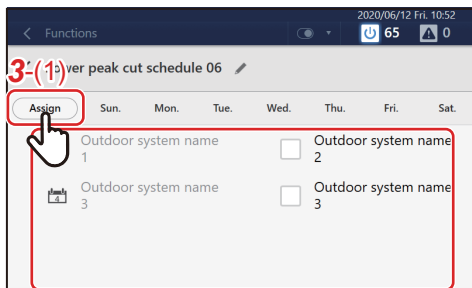 2020/06/12 Fri. 10:52
Functions
65
0
3-(1)
wer peak cut schedule 06
Assign
Sun.
Mon.
Tue.
Wed.
Thu.
Fri.
Sat.
Outdoor system name
1
Outdoor system name
2
4
Outdoor system name
3
Outdoor system name
3